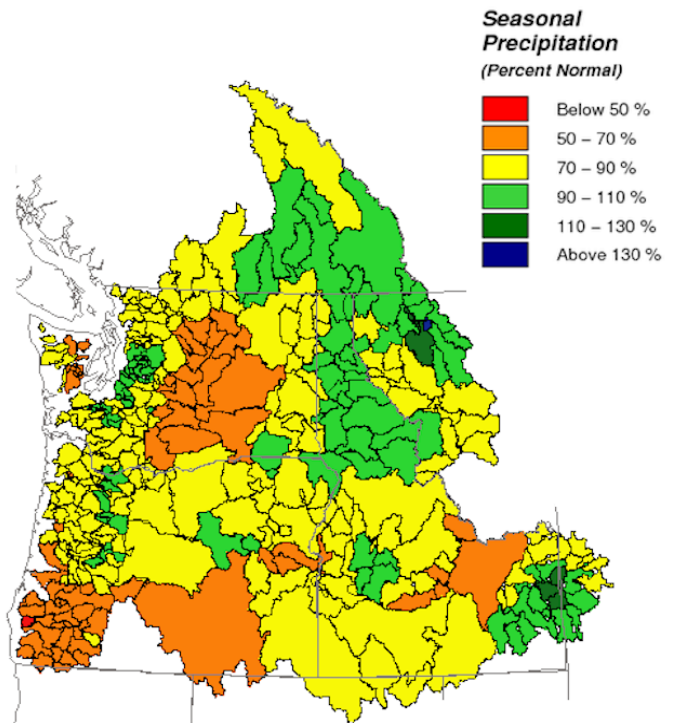 Seasonal
Precipitation
(Percent Normal)
Below 50 %
50 – 70 %
70 – 90 %
90 – 110 %
110 – 130 %
Above 130 %